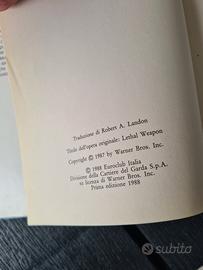 Traduzione di Robert A. Landon
Titolo dell'opera originale: Lethal Weapon
Copyright © 1987 by Warner Bros. Inc.
© 1988 Euroclub Italia
Divisione della Cartiere del Garda S.p.A.
su licenza di Warner Bros. Inc.
Prima edizione 1988
subito